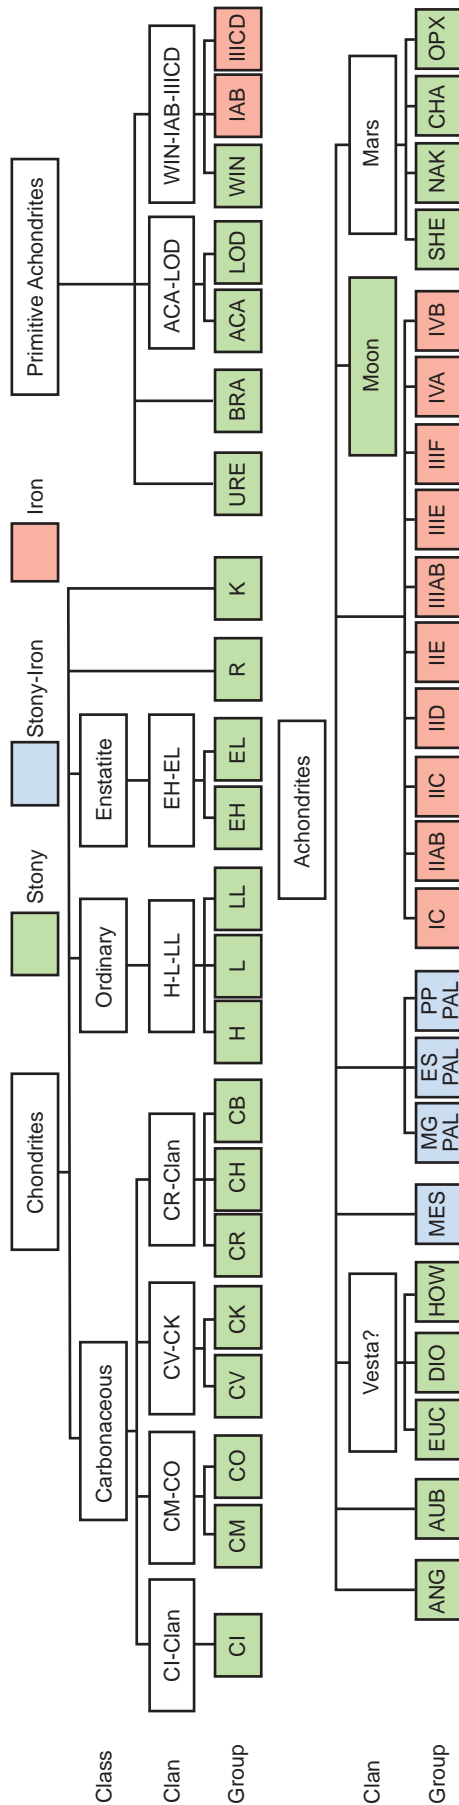 Stony
Stony-Iron
Iron
Chondrites
Primitive Achondrites
Class
Carbonaceous
Ordinary
Enstatite
Clan
CI-Clan
CM-CO
CV-CK
CR-Clan
H-L-LL
EH-EL
ACA-LOD
WIN-IAB-IIICD
Group
CI
CM
CO
CV
CK
CR
CH
CB
H
L
LL
EH
EL
R
K
URE
BRA
ACA
LOD
WIN
IAB
IIICD
Achondrites
Clan
Vesta?
Moon
Mars
Group
ANG
AUB
EUC
DIO
HOW
MES
MG
PAL
ES
PAL
PP
PAL
IC
IIAB
IIC
IID
IIE
IIIAB
IIIE
IIIF
IVA
IVB
SHE
NAK
CHA
OPX